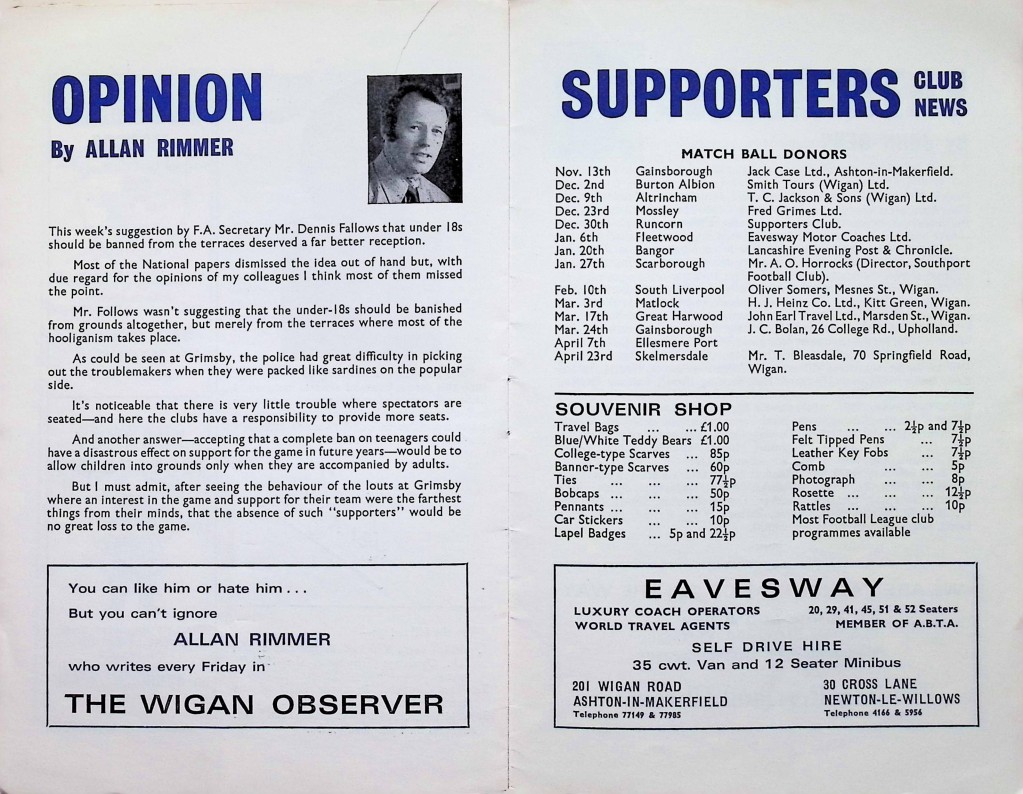 OPINION
By ALLAN RIMMER
This week's suggestion by F.A. Secretary Mr. Dennis Fallows that under 18s
should be banned from the terraces deserved a far better reception.
Most of the National papers dismissed the idea out of hand but, with
due regard for the opinions of my colleagues I think most of them missed
the point.
Mr. Follows wasn't suggesting that the under-18s should be banished
from grounds altogether, but merely from the terraces where most of the
hooliganism takes place.
As could be seen at Grimsby, the police had great difficulty in picking
out the troublemakers when they were packed like sardines on the popular
side.
It's noticeable that there is very little trouble where spectators are
seated—and here the clubs have a responsibility to provide more seats.
And another answer—accepting that a complete ban on teenagers could
have a disastrous effect on support for the game in future years—would be to
allow children into grounds only when they are accompanied by adults.
But I must admit, after seeing the behaviour of the louts at Grimsby
where an interest in the game and support for their team were the farthest
things from their minds, that the absence of such "supporters" would be
no great loss to the game.
You can like him or hate him . . .
But you can't ignore
ALLAN RIMMER
who writes every Friday in
THE WIGAN OBSERVER
SUPPORTERS CLUB NEWS
MATCH BALL DONORS
Nov. 13th Gainsborough Jack Case Ltd., Ashton-in-Makerfield.
Dec. 2nd Burton Albion Smith Tours (Wigan) Ltd.
Dec. 9th Altrincham T. C. Jackson & Sons (Wigan) Ltd.
Dec. 23rd Mossley Fred Grimes Ltd.
Dec. 30th Runcorn Supporters Club.
Jan. 6th Fleetwood Eavesway Motor Coaches Ltd.
Jan. 20th Bangor Lancashire Evening Post & Chronicle.
Jan. 27th Scarborough Mr. A. O. Horrocks (Director, Southport
Football Club).
Feb. 10th South Liverpool Oliver Somers, Mesnes St., Wigan.
Mar. 3rd Matlock H. J. Heinz Co. Ltd., Kitt Green, Wigan.
Mar. 17th Great Harwood John Earl Travel Ltd., Marsden St., Wigan.
Mar. 24th Gainsborough J. C. Bolan, 26 College Rd., Upholland.
April 7th Ellesmere Port
April 23rd Skelmersdale Mr. T. Bleasdale, 70 Springfield Road,
Wigan.
SOUVENIR SHOP
Travel Bags ... ... £1.00
Blue/White Teddy Bears £1.00
College-type Scarves ... 85p
Banner-type Scarves ... 60p
Ties ... ... ... 77½p
Bobcaps ... ... ... 50p
Pennants ... ... ... 15p
Car Stickers ... ... 10p
Lapel Badges ... 5p and 22½p
Pens ... ... 2½p and 7½p
Felt Tipped Pens ... 7½p
Leather Key Fobs ... 7½p
Comb ... ... 5p
Photograph ... ... 8p
Rosette ... ... ... 12½p
Rattles ... ... ... 10p
Most Football League club
programmes available
EAVESWAY
LUXURY COACH OPERATORS 20, 29, 41, 45, 51 & 52 Seaters
WORLD TRAVEL AGENTS MEMBER OF A.B.T.A.
SELF DRIVE HIRE
35 cwt. Van and 12 Seater Minibus
201 WIGAN ROAD
ASHTON-IN-MAKERFIELD
Telephone 77149 & 77985
30 CROSS LANE
NEWTON-LE-WILLOWS
Telephone 4166 & 5956